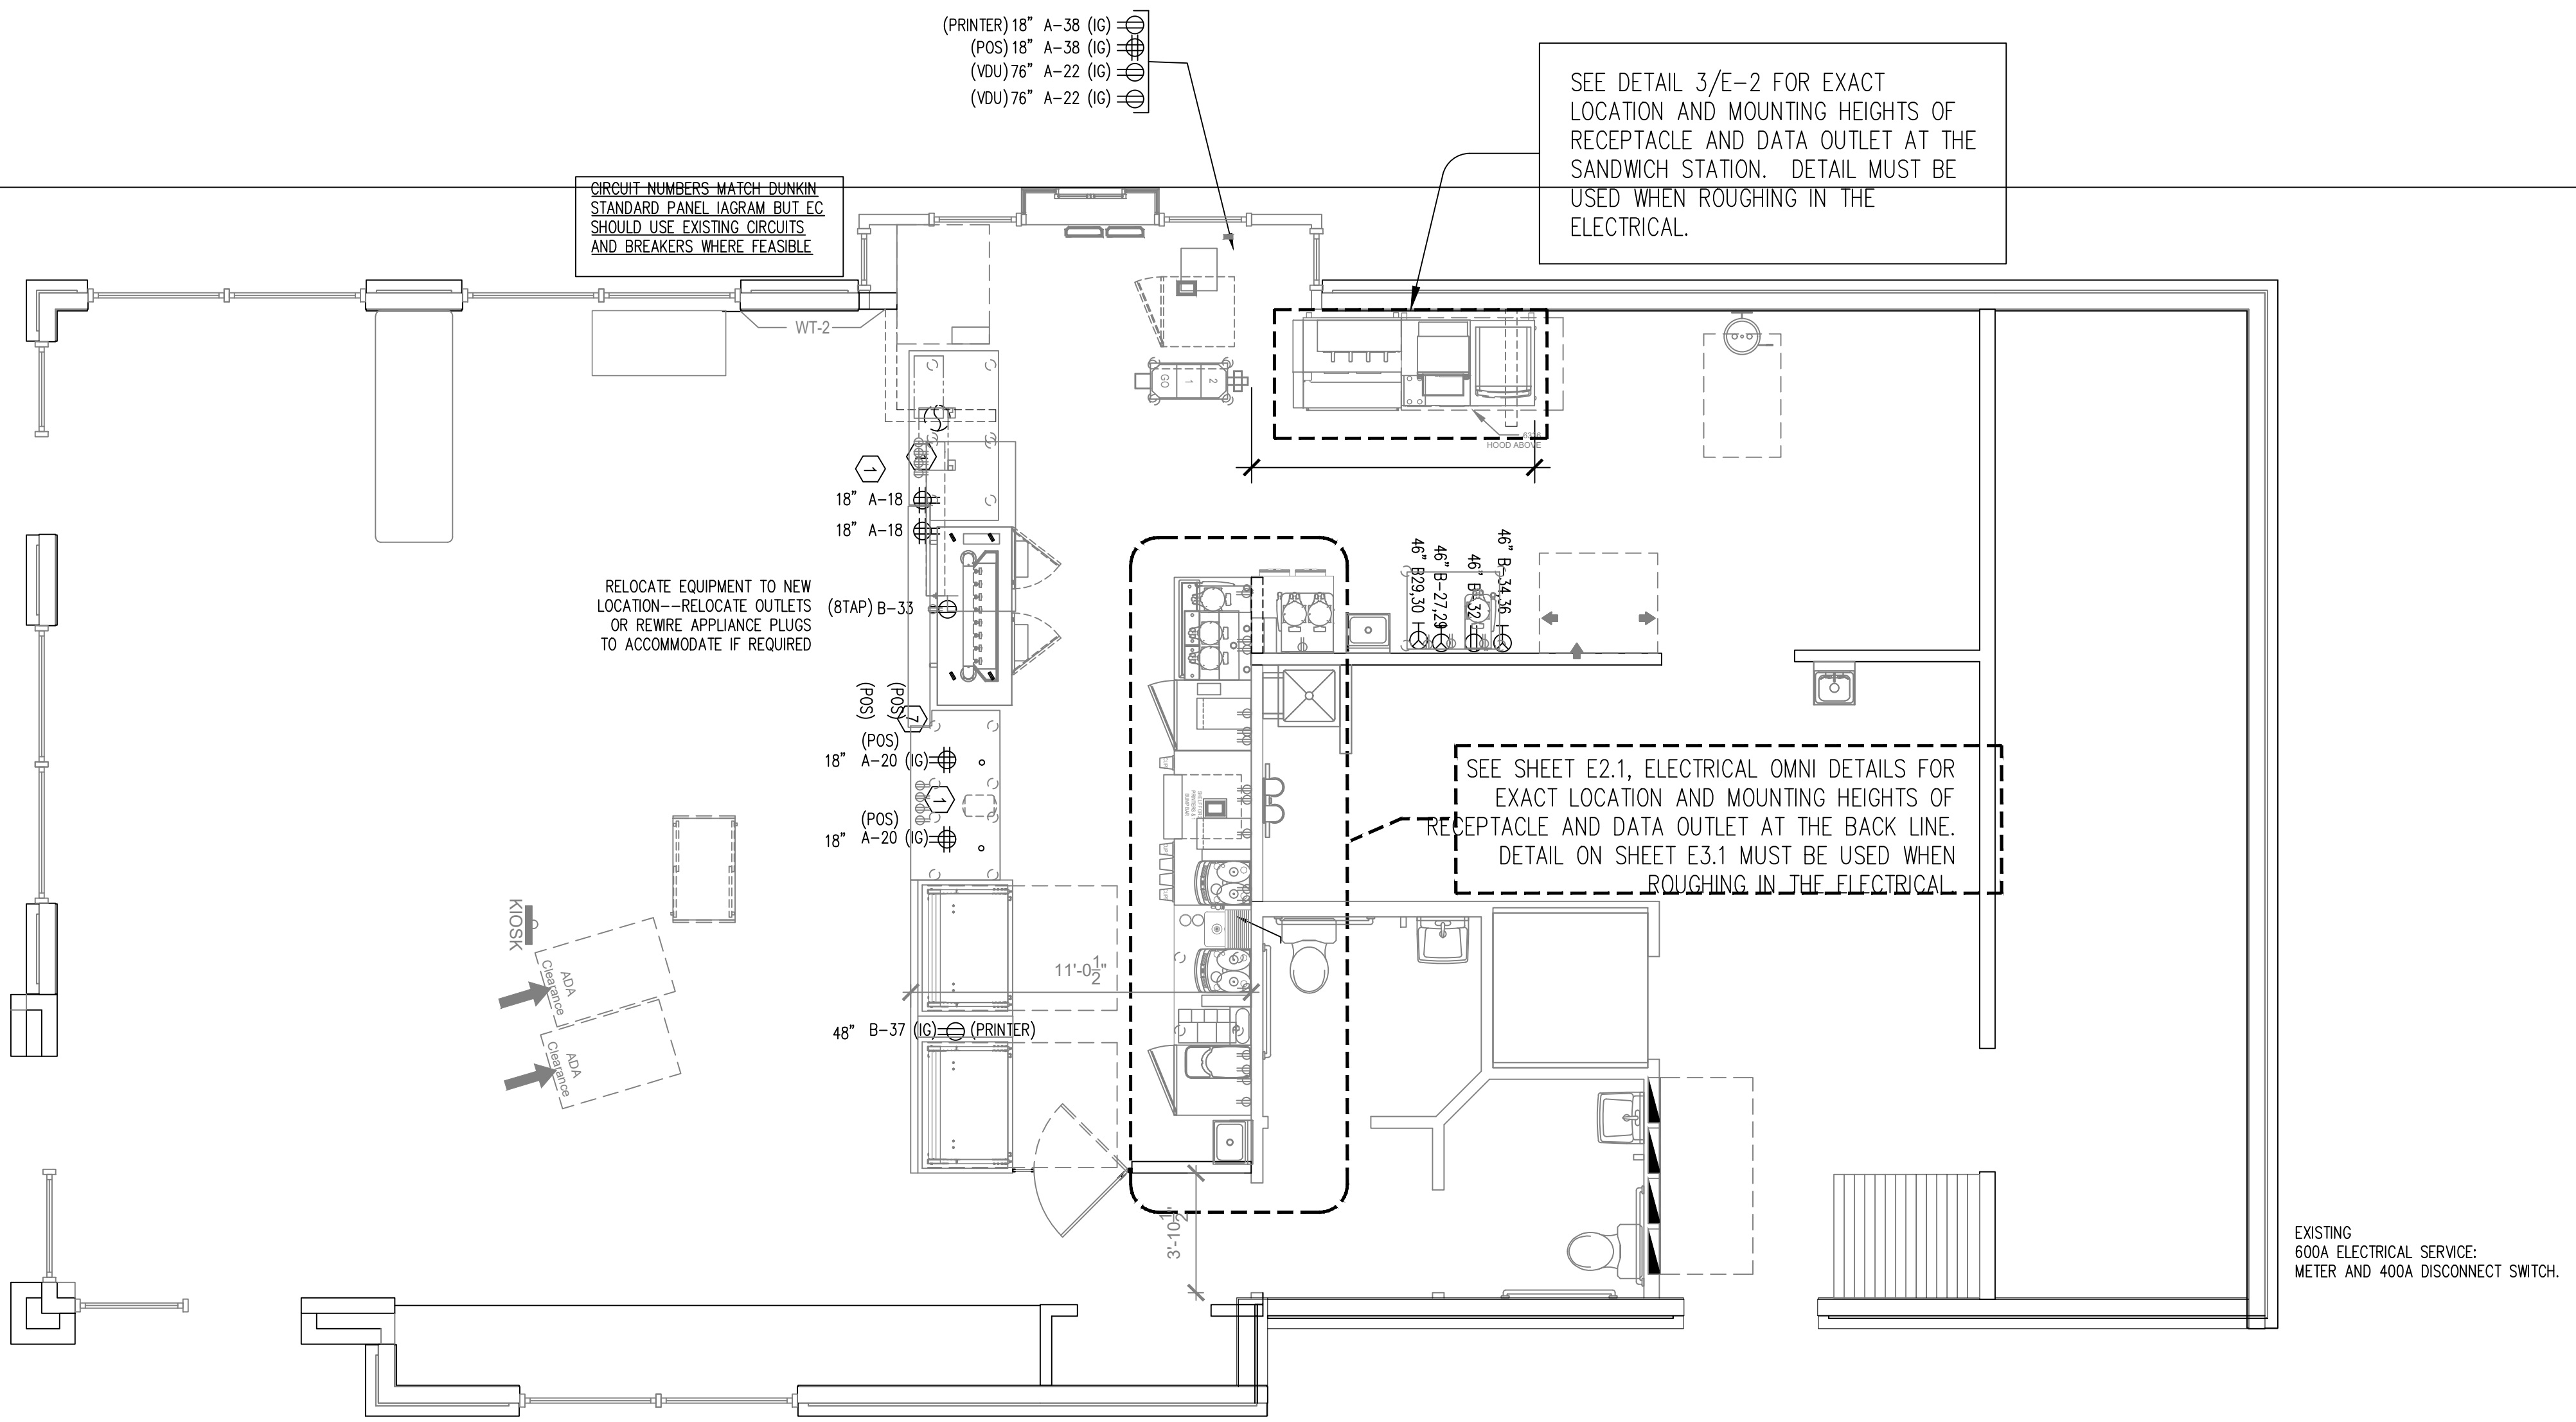 (PRINTER) 18" A-38 (IG)
(POS) 18" A-38 (IG)
(VDU) 76" A-22 (IG)
(VDU) 76" A-22 (IG)
SEE DETAIL 3/E-2 FOR EXACT
LOCATION AND MOUNTING HEIGHTS OF
RECEPTACLE AND DATA OUTLET AT THE
SANDWICH STATION. DETAIL MUST BE
USED WHEN ROUGHING IN THE
ELECTRICAL.
CIRCUIT NUMBERS MATCH DUNKIN
STANDARD PANEL IAGRAM BUT EC
SHOULD USE EXISTING CIRCUITS
AND BREAKERS WHERE FEASIBLE
WT-2
GO 1 2
HOOD ABOVE
1
18" A-18
18" A-18
46" B29,30
46" B-27,29
46" B-32
46" B-34,36
RELOCATE EQUIPMENT TO NEW
LOCATION--RELOCATE OUTLETS
OR REWIRE APPLIANCE PLUGS
TO ACCOMMODATE IF REQUIRED
(8TAP) B-33
(POS)
(POS)
7
(POS)
18" A-20 (IG)
1
(POS)
18" A-20 (IG)
SEE SHEET E2.1, ELECTRICAL OMNI DETAILS FOR
EXACT LOCATION AND MOUNTING HEIGHTS OF
RECEPTACLE AND DATA OUTLET AT THE BACK LINE.
DETAIL ON SHEET E3.1 MUST BE USED WHEN
ROUGHING IN THE ELECTRICAL.
KIOSK
ADA
Clearance
ADA
Clearance
11'-0 1/2"
48" B-37 (IG) (PRINTER)
3'-10 1/2"
EXISTING
600A ELECTRICAL SERVICE:
METER AND 400A DISCONNECT SWITCH.